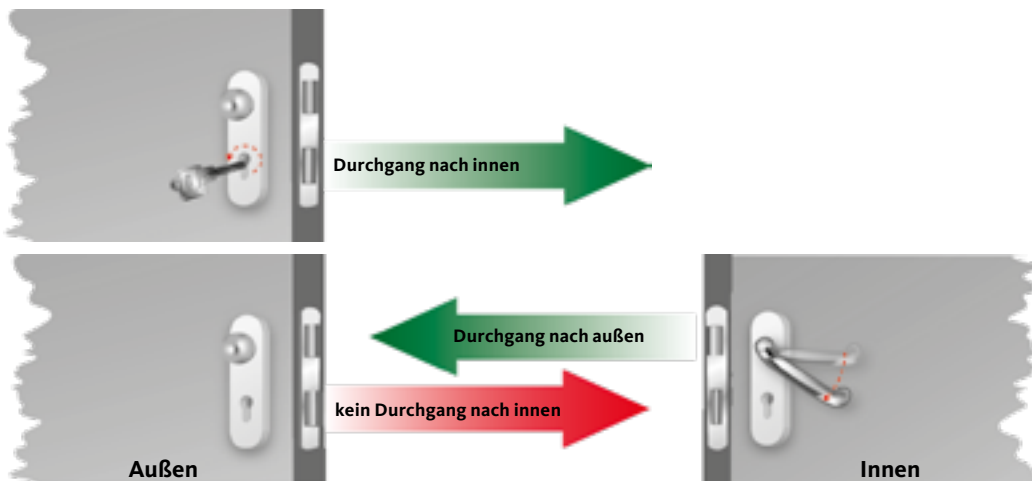 Durchgang nach innen
Durchgang nach außen
kein Durchgang nach innen
Außen
Innen